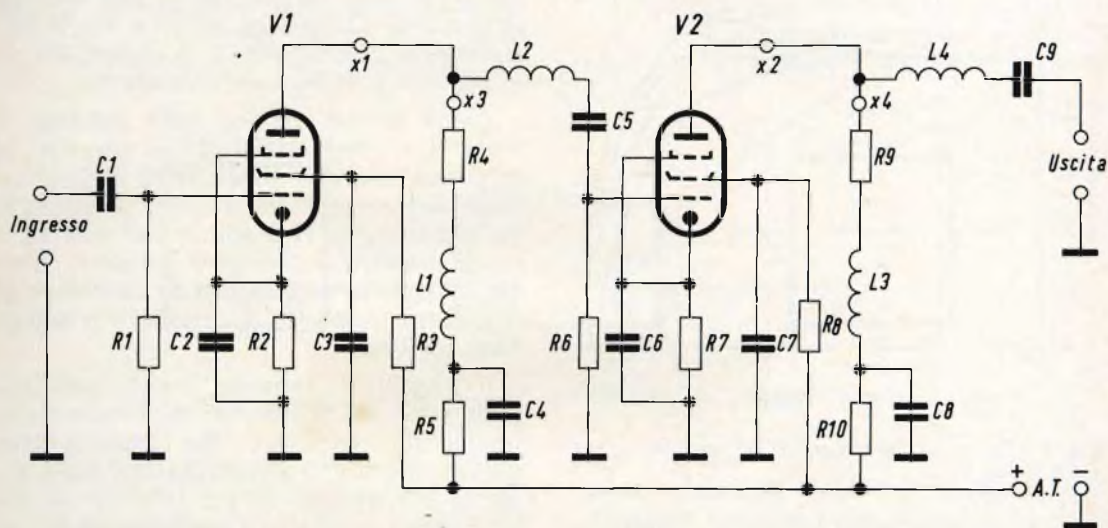 V1
V2
x1
L2
x2
L4
C9
x3
x4
C5
R4
R9
C1
Ingresso
Uscita
L1
L3
R1
C2
R2
C3
R3
R6
C6
R7
C7
R8
R5
C4
R10
C8
+ A.T. −